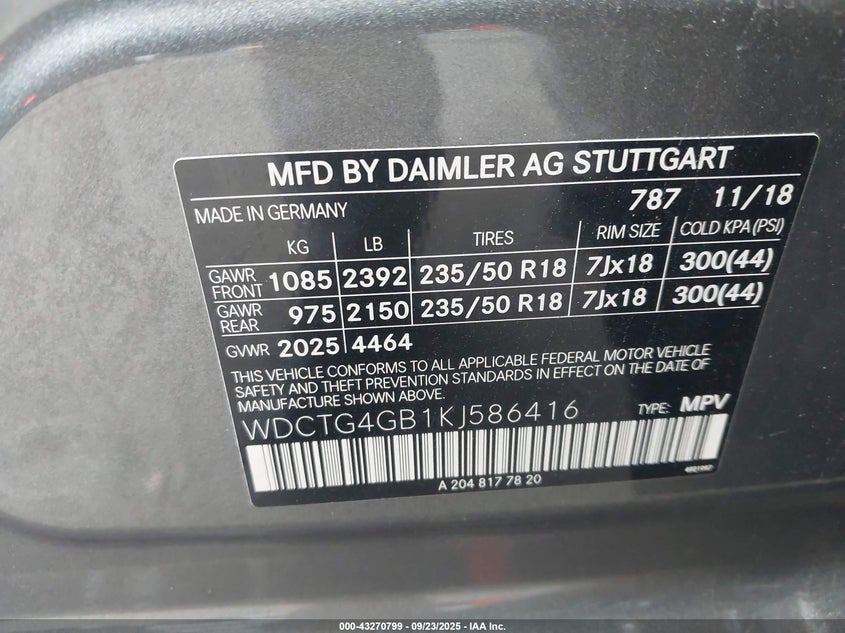 MFD BY DAIMLER AG STUTTGART
787 11/18
MADE IN GERMANY
KG LB TIRES RIM SIZE COLD KPA (PSI)
GAWR FRONT 1085 2392 235/50 R18 7Jx18 300(44)
GAWR REAR 975 2150 235/50 R18 7Jx18 300(44)
GVWR 2025 4464
THIS VEHICLE CONFORMS TO ALL APPLICABLE FEDERAL MOTOR VEHICLE
SAFETY AND THEFT PREVENTION STANDARDS IN EFFECT ON THE DATE OF
MANUFACTURE SHOWN ABOVE.
WDCTG4GB1KJ586416 TYPE: MPV
A 204 817 78 20
000-43270799 - 09/23/2025 - IAA Inc.